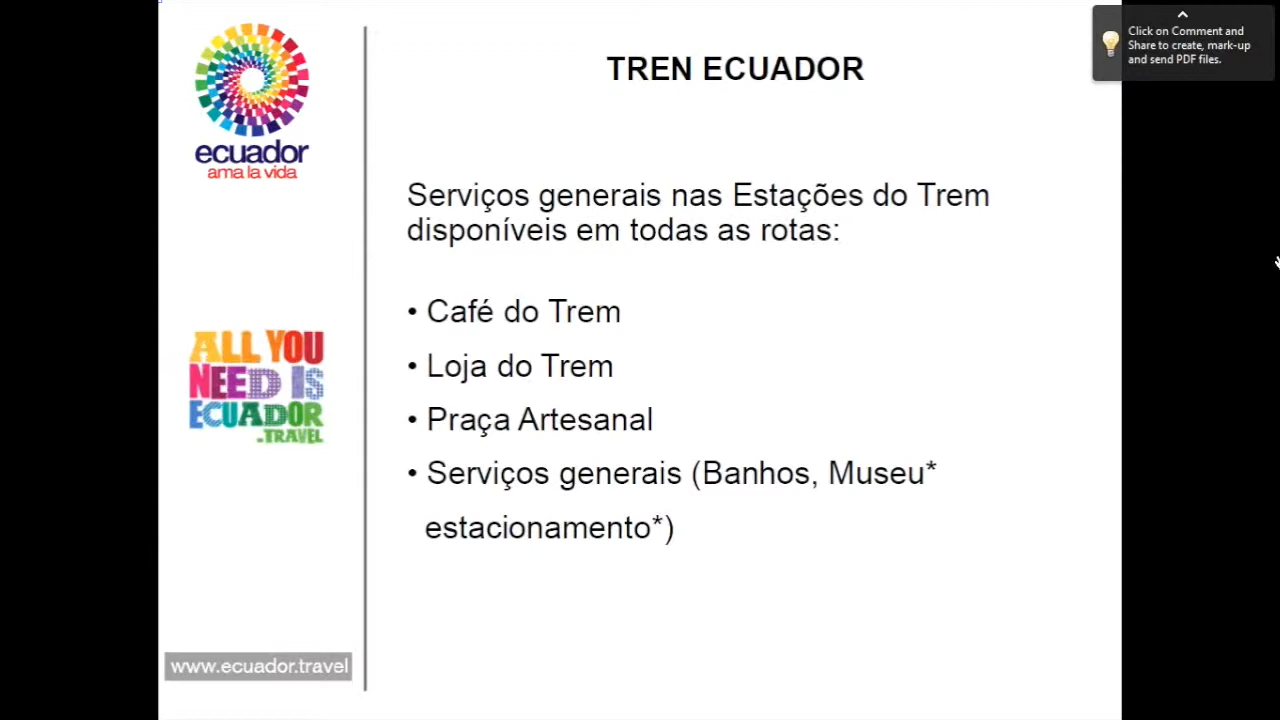 ecuador
ama la vida
ALL YOU
NEED IS
ECUADOR
.TRAVEL
www.ecuador.travel
TREN ECUADOR
Serviços generais nas Estações do Trem
disponíveis em todas as rotas:
• Café do Trem
• Loja do Trem
• Praça Artesanal
• Serviços generais (Banhos, Museu*
estacionamento*)
Click on Comment and
Share to create, mark-up
and send PDF files.